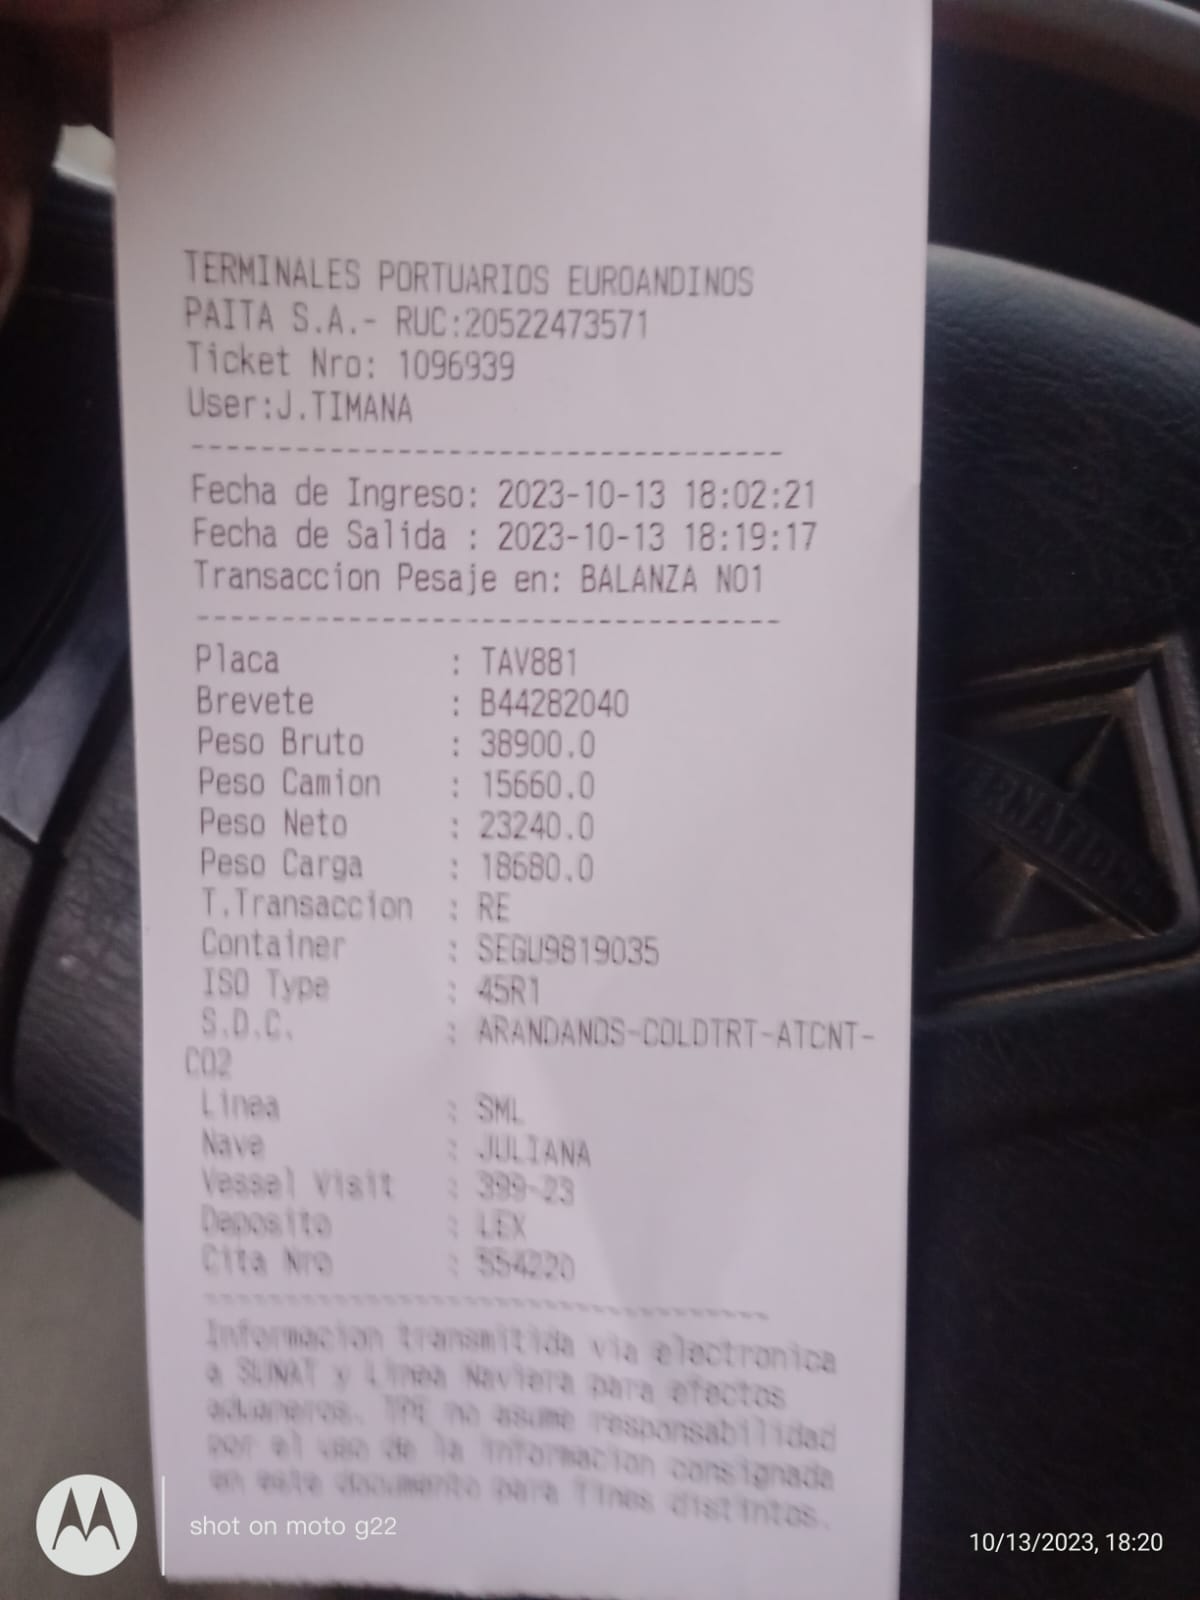 TERMINALES PORTUARIOS EUROANDINOS
PAITA S.A.- RUC:20522473571
Ticket Nro: 1096939
User:J.TIMANA
----------------------------------
Fecha de Ingreso: 2023-10-13 18:02:21
Fecha de Salida : 2023-10-13 18:19:17
Transaccion Pesaje en: BALANZA NO1
----------------------------------
Placa : TAV881
Brevete : B44282040
Peso Bruto : 38900.0
Peso Camion : 15660.0
Peso Neto : 23240.0
Peso Carga : 18680.0
T.Transaccion : RE
Container : SEGU9819035
ISO Type : 45R1
S.D.C. : ARANDANOS-COLDTRT-ATCNT-
CO2
Linea : SML
Nave : JULIANA
Vessel Visit : 399-23
Deposito : LEX
Cita Nro : 554220
----------------------------------
Informacion transmitida via electronica
a SUNAT y Linea Naviera para efectos
aduaneros. TPE no asume responsabilidad
por el uso de la informacion consignada
en este documento para fines distintos.
shot on moto g22
10/13/2023, 18:20